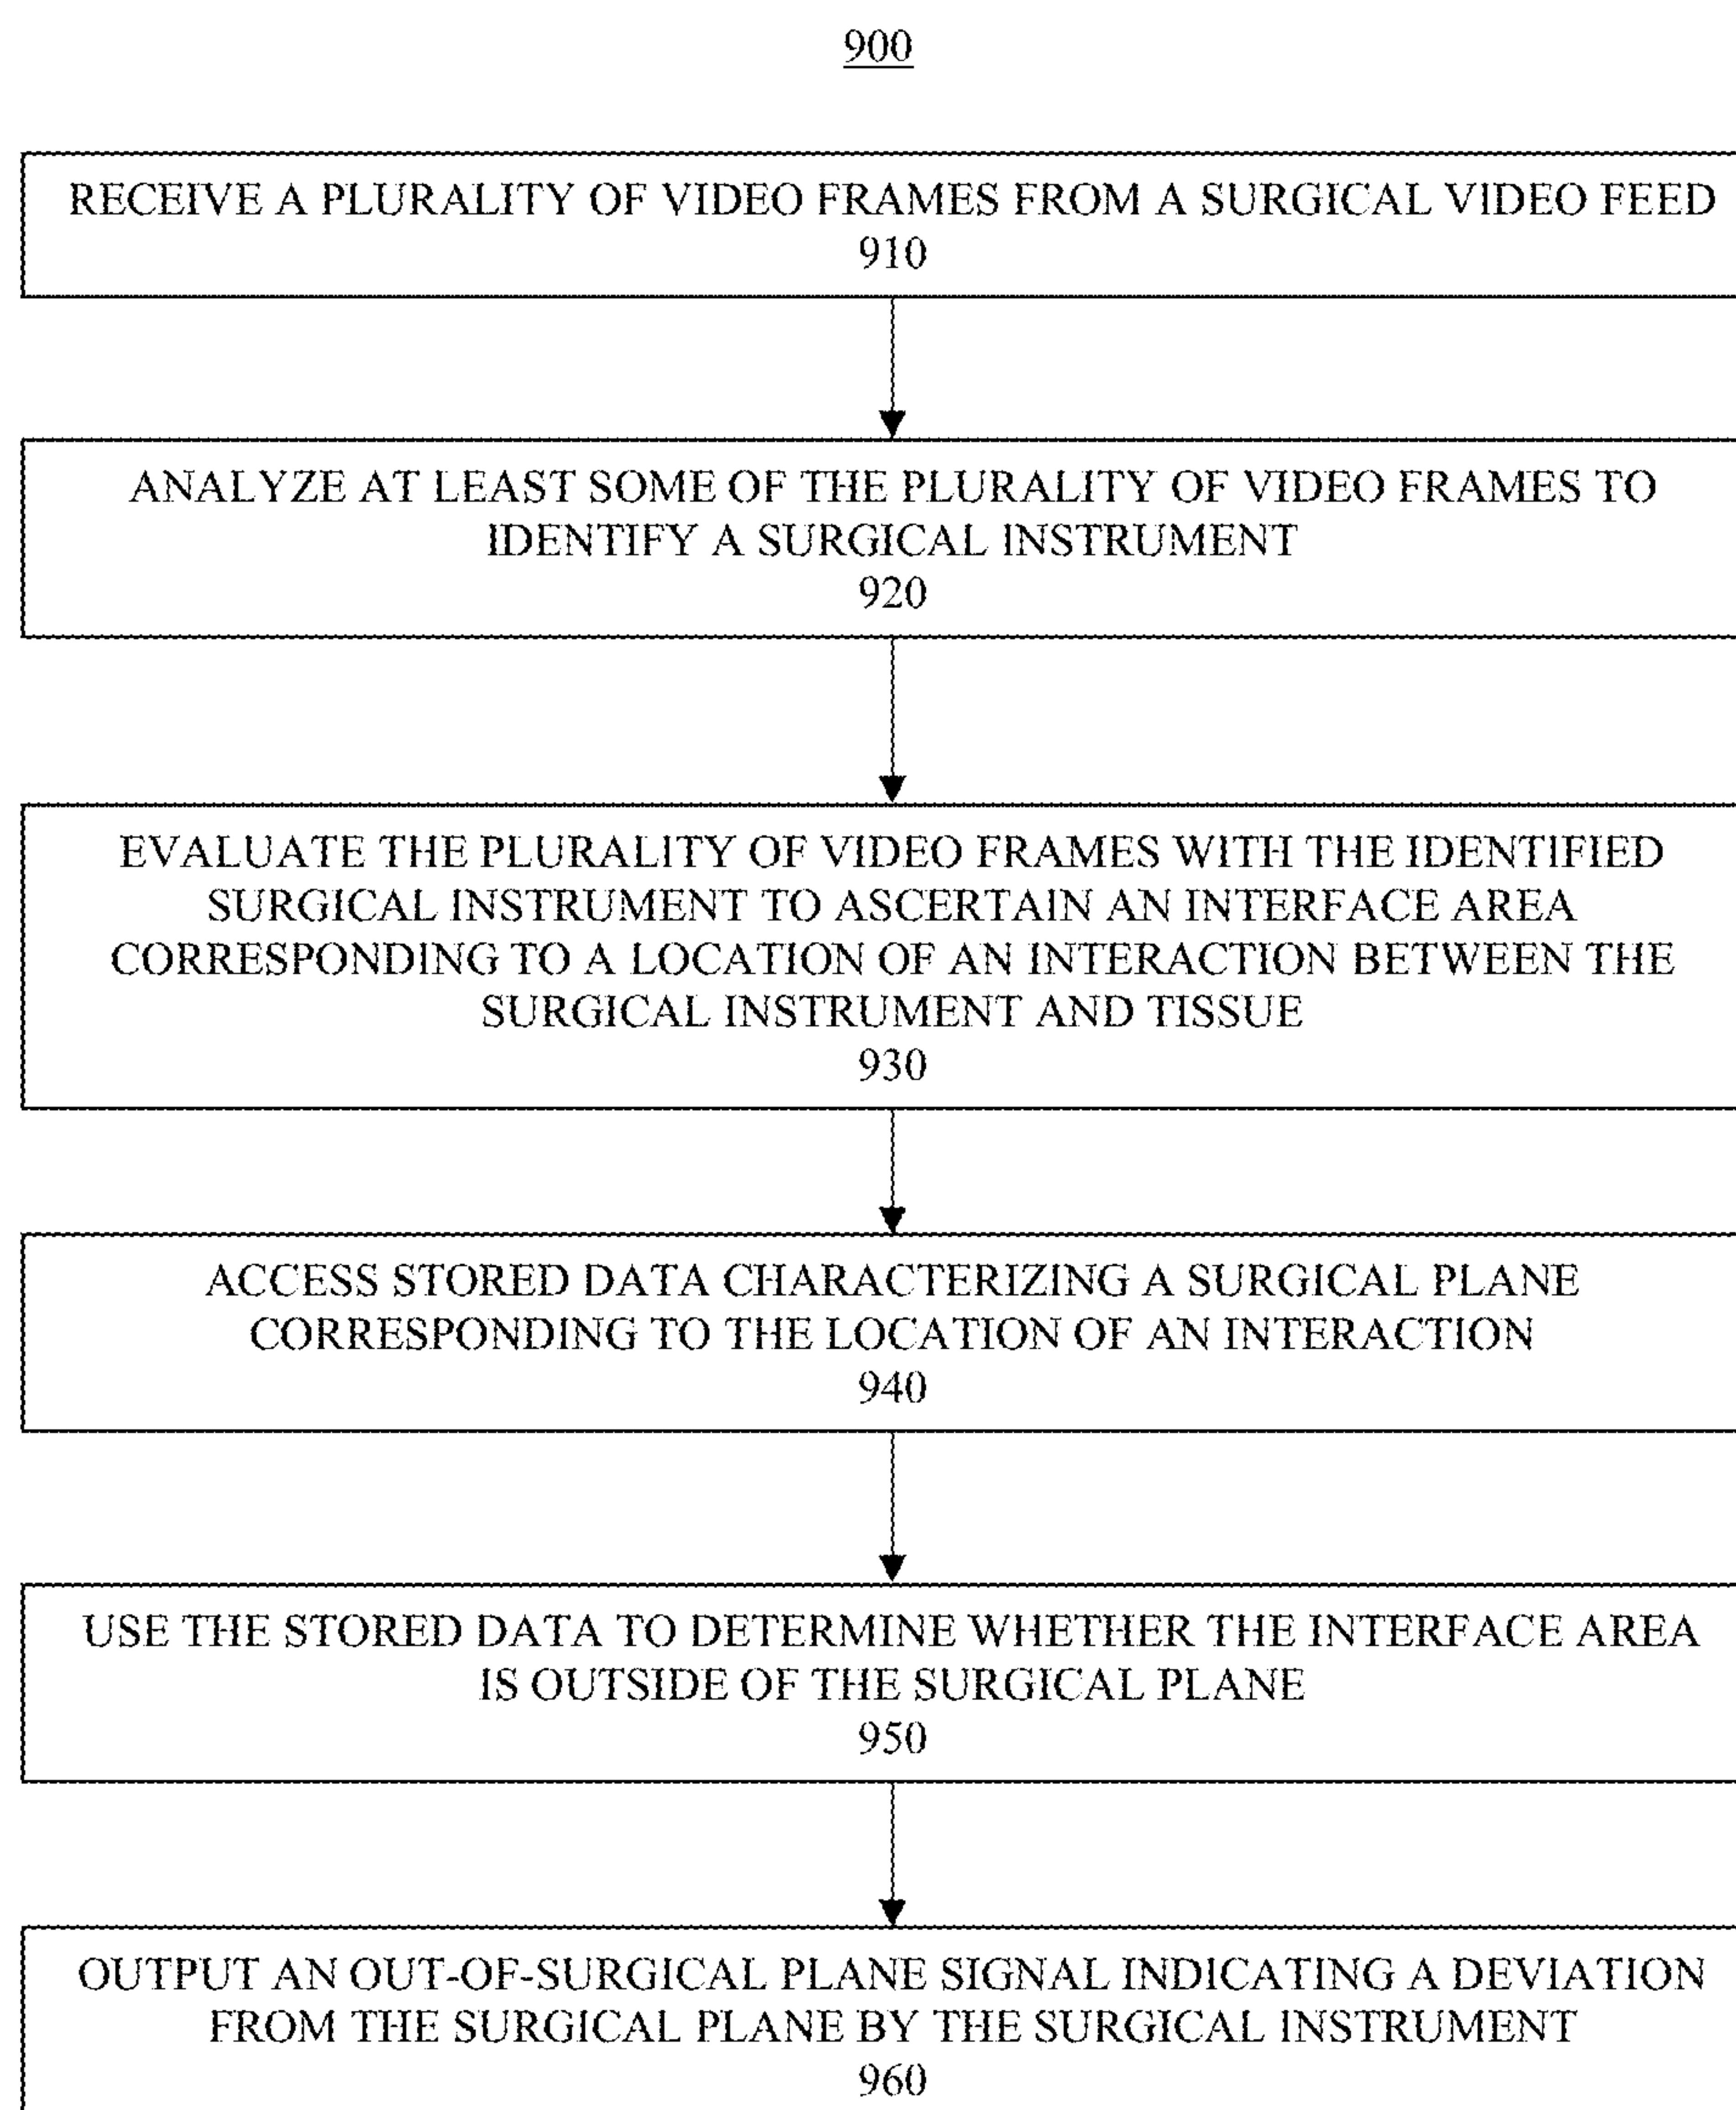 900
RECEIVE A PLURALITY OF VIDEO FRAMES FROM A SURGICAL VIDEO FEED
910
ANALYZE AT LEAST SOME OF THE PLURALITY OF VIDEO FRAMES TO
IDENTIFY A SURGICAL INSTRUMENT
920
EVALUATE THE PLURALITY OF VIDEO FRAMES WITH THE IDENTIFIED
SURGICAL INSTRUMENT TO ASCERTAIN AN INTERFACE AREA
CORRESPONDING TO A LOCATION OF AN INTERACTION BETWEEN THE
SURGICAL INSTRUMENT AND TISSUE
930
ACCESS STORED DATA CHARACTERIZING A SURGICAL PLANE
CORRESPONDING TO THE LOCATION OF AN INTERACTION
940
USE THE STORED DATA TO DETERMINE WHETHER THE INTERFACE AREA
IS OUTSIDE OF THE SURGICAL PLANE
950
OUTPUT AN OUT-OF-SURGICAL PLANE SIGNAL INDICATING A DEVIATION
FROM THE SURGICAL PLANE BY THE SURGICAL INSTRUMENT
960